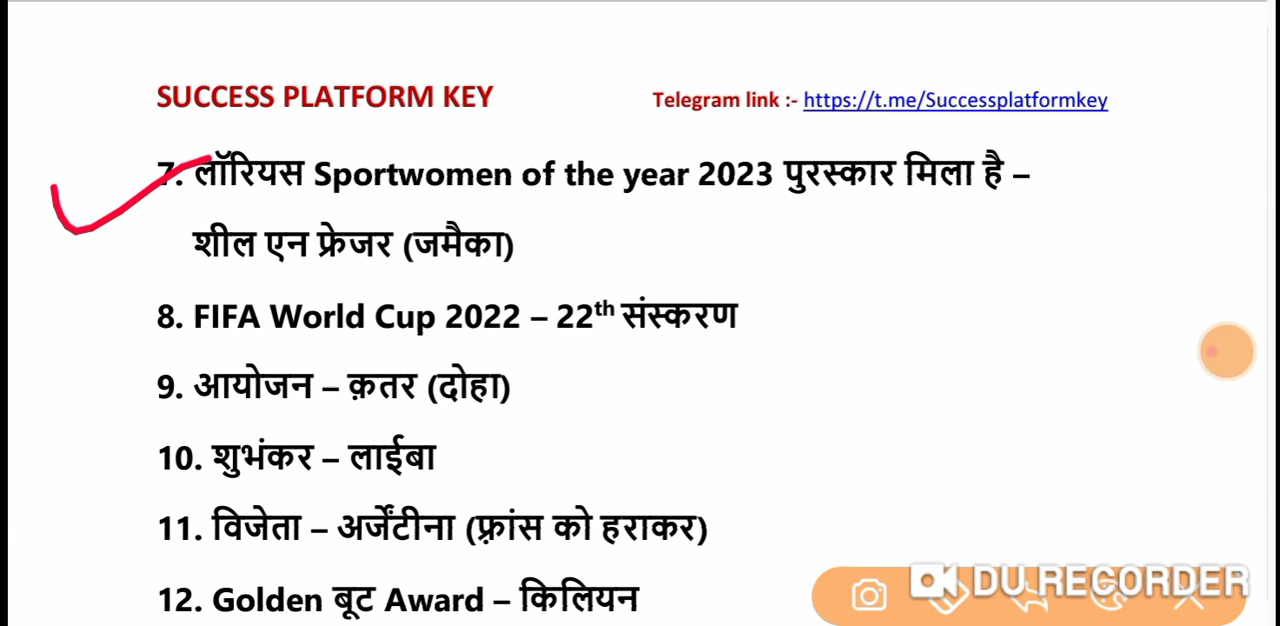 SUCCESS PLATFORM KEY Telegram link :- https://t.me/Successplatformkey
7. लॉरियस Sportwomen of the year 2023 पुरस्कार मिला है –
शील एन फ्रेजर (जमैका)
8. FIFA World Cup 2022 – 22th संस्करण
9. आयोजन – क़तर (दोहा)
10. शुभंकर – लाईबा
11. विजेता – अर्जेंटीना (फ़्रांस को हराकर)
12. Golden बूट Award – किलियन
DU RECORDER